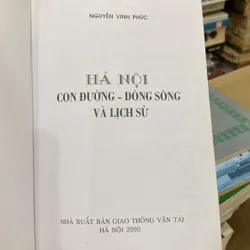 NGUYỄN VINH PHÚC
HÀ NỘI
CON ĐƯỜNG - DÒNG SÔNG
VÀ LỊCH SỬ
NHÀ XUẤT BẢN GIAO THÔNG VẬN TẢI
HÀ NỘI 2000